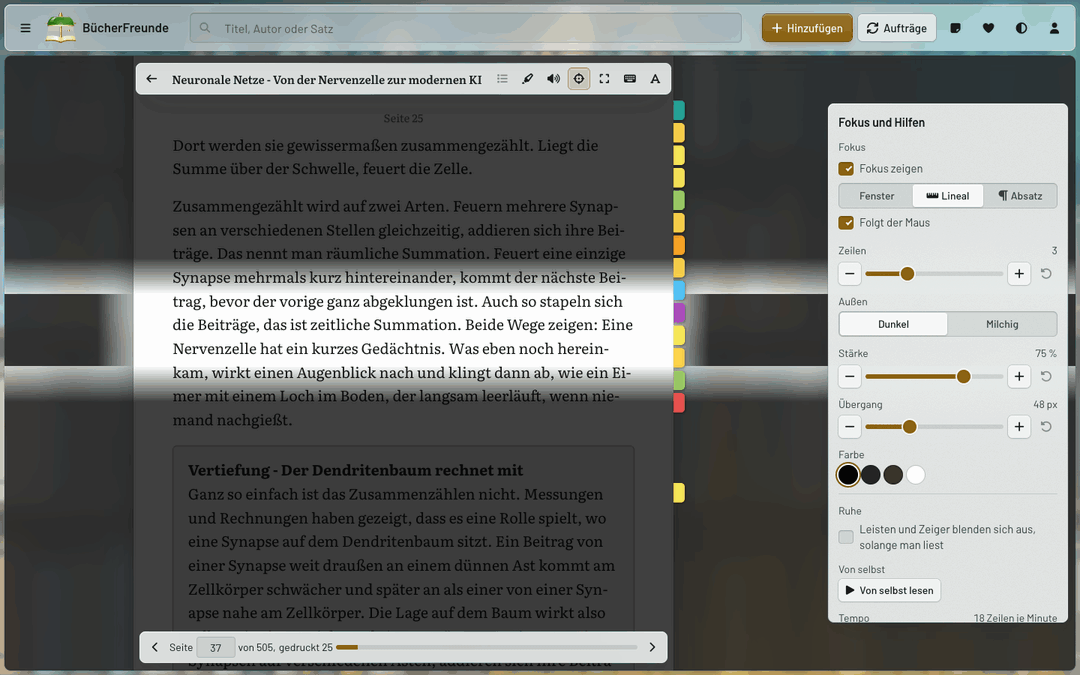 BücherFreunde
Titel, Autor oder Satz
Hinzufügen
Aufträge
Neuronale Netze - Von der Nervenzelle zur modernen KI
A
Seite 25
Dort werden sie gewissermaßen zusammengezählt. Liegt die
Summe über der Schwelle, feuert die Zelle.
Zusammengezählt wird auf zwei Arten. Feuern mehrere Synap-
sen an verschiedenen Stellen gleichzeitig, addieren sich ihre Bei-
träge. Das nennt man räumliche Summation. Feuert eine einzige
Synapse mehrmals kurz hintereinander, kommt der nächste Bei-
trag, bevor der vorige ganz abgeklungen ist. Auch so stapeln sich
die Beiträge, das ist zeitliche Summation. Beide Wege zeigen: Eine
Nervenzelle hat ein kurzes Gedächtnis. Was eben noch herein-
kam, wirkt einen Augenblick nach und klingt dann ab, wie ein Ei-
mer mit einem Loch im Boden, der langsam leerläuft, wenn nie-
mand nachgießt.
Vertiefung - Der Dendritenbaum rechnet mit
Ganz so einfach ist das Zusammenzählen nicht. Messungen
und Rechnungen haben gezeigt, dass es eine Rolle spielt, wo
eine Synapse auf dem Dendritenbaum sitzt. Ein Beitrag von
einer Synapse weit draußen an einem dünnen Ast kommt am
Zellkörper schwächer und später an als einer von einer Syn-
apse nahe am Zellkörper. Die Lage auf dem Baum wirkt also
Synapsen auf verschiedenen Ästen, addieren sich ihre Beiträ
Seite 37 von 505, gedruckt 25
Fokus und Hilfen
Fokus
Fokus zeigen
Fenster Lineal Absatz
Folgt der Maus
Zeilen 3
Außen
Dunkel Milchig
Stärke 75 %
Übergang 48 px
Farbe
Ruhe
Leisten und Zeiger blenden sich aus,
solange man liest
Von selbst
Von selbst lesen
Tempo 18 Zeilen je Minute